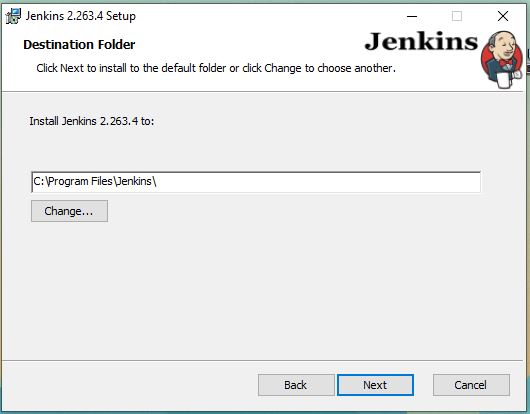 Jenkins 2.263.4 Setup
Destination Folder
Jenkins
Click Next to install to the default folder or click Change to choose another.
Install Jenkins 2.263.4 to:
C:\Program Files\Jenkins\
Change...
Back
Next
Cancel